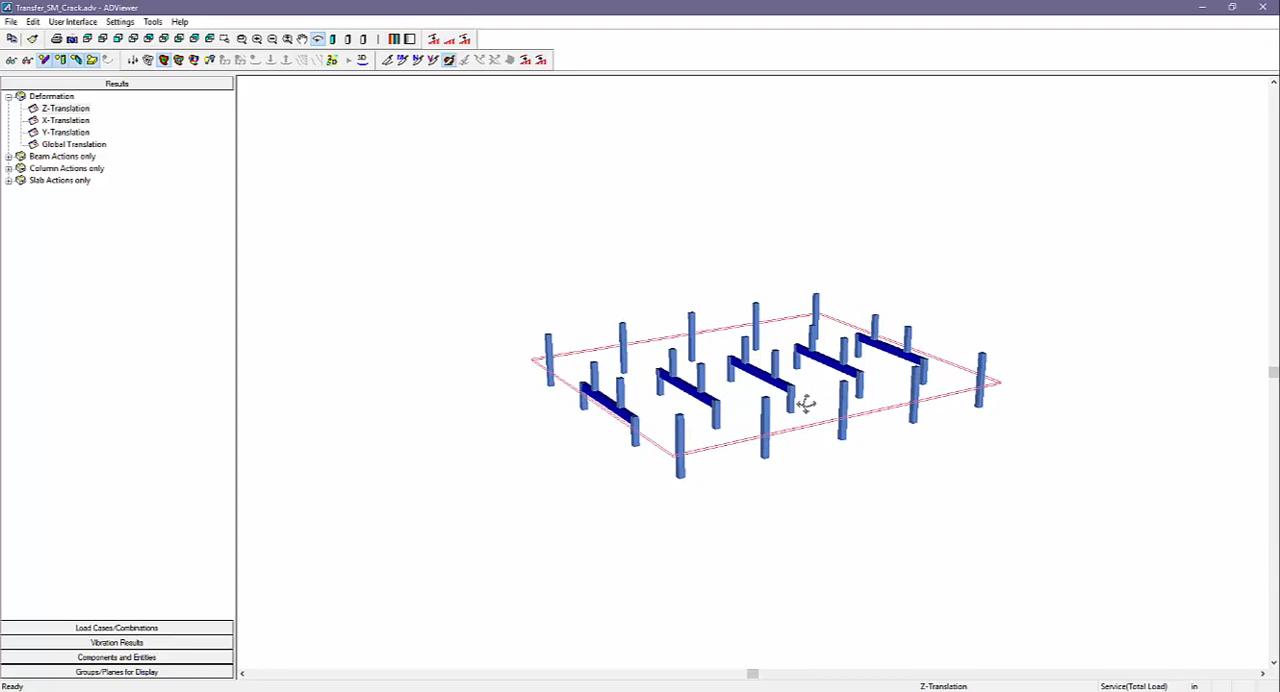 Transfer_SM_Crack.adv - ADViewer
File Edit User Interface Settings Tools Help
Results
Deformation
Z-Translation
X-Translation
Y-Translation
Global Translation
Beam Actions only
Column Actions only
Slab Actions only
Load Cases/Combinations
Vibration Results
Components and Entities
Groups/Planes for Display
Ready Z-Translation Service(Total Load) in